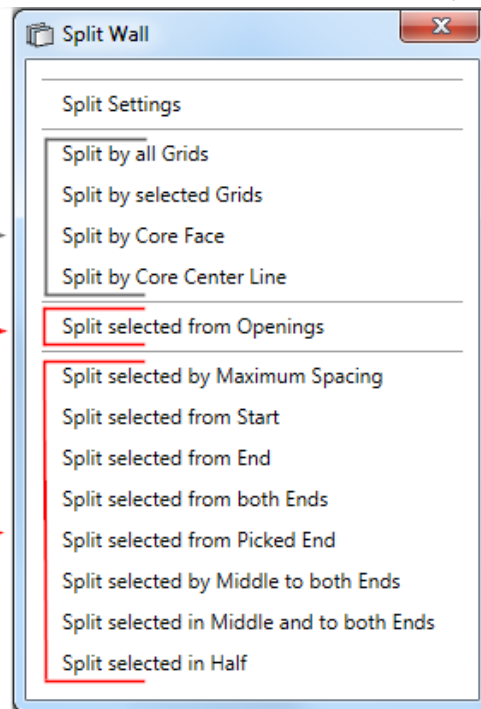 Split Wall
Split Settings
Split by all Grids
Split by selected Grids
Split by Core Face
Split by Core Center Line
Split selected from Openings
Split selected by Maximum Spacing
Split selected from Start
Split selected from End
Split selected from both Ends
Split selected from Picked End
Split selected by Middle to both Ends
Split selected in Middle and to both Ends
Split selected in Half